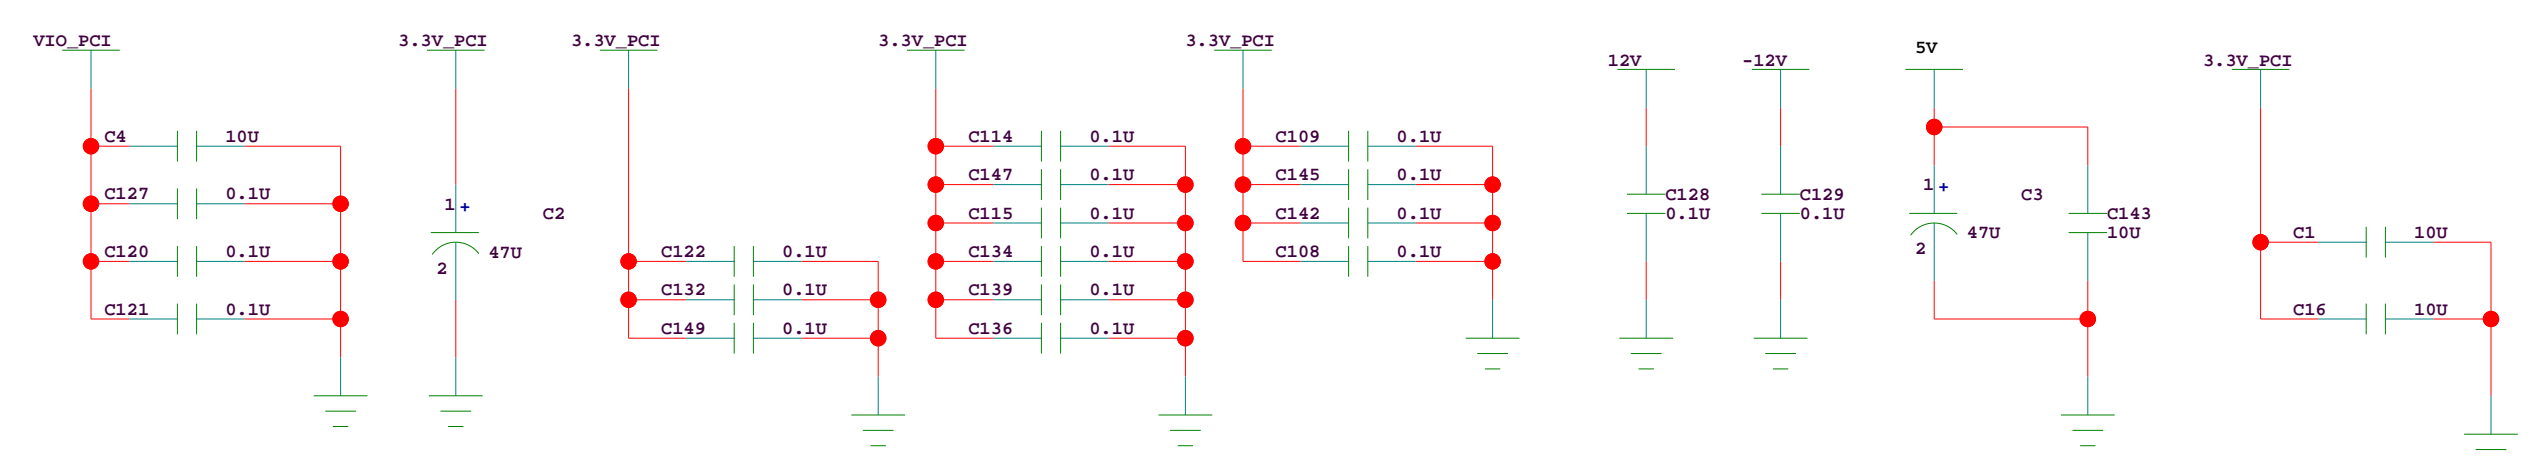 VIO_PCI
C4 10U
C127 0.1U
C120 0.1U
C121 0.1U
3.3V_PCI
1 +
C2
47U
2
3.3V_PCI
C122 0.1U
C132 0.1U
C149 0.1U
3.3V_PCI
C114 0.1U
C147 0.1U
C115 0.1U
C134 0.1U
C139 0.1U
C136 0.1U
3.3V_PCI
C109 0.1U
C145 0.1U
C142 0.1U
C108 0.1U
12V
C128
0.1U
-12V
C129
0.1U
5V
1 +
C3
47U
2
C143
10U
3.3V_PCI
C1 10U
C16 10U